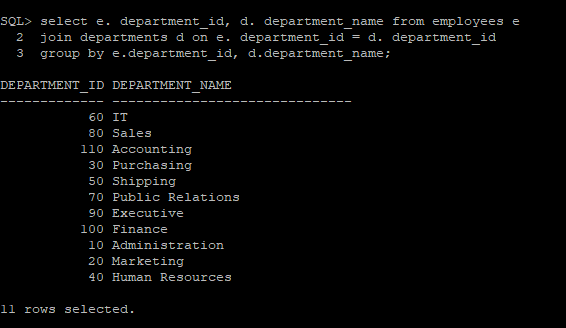 SQL> select e. department_id, d. department_name from employees e
  2  join departments d on e. department_id = d. department_id
  3  group by e.department_id, d.department_name;
DEPARTMENT_ID DEPARTMENT_NAME
------------- ------------------------------
           60 IT
           80 Sales
          110 Accounting
           30 Purchasing
           50 Shipping
           70 Public Relations
           90 Executive
          100 Finance
           10 Administration
           20 Marketing
           40 Human Resources
11 rows selected.